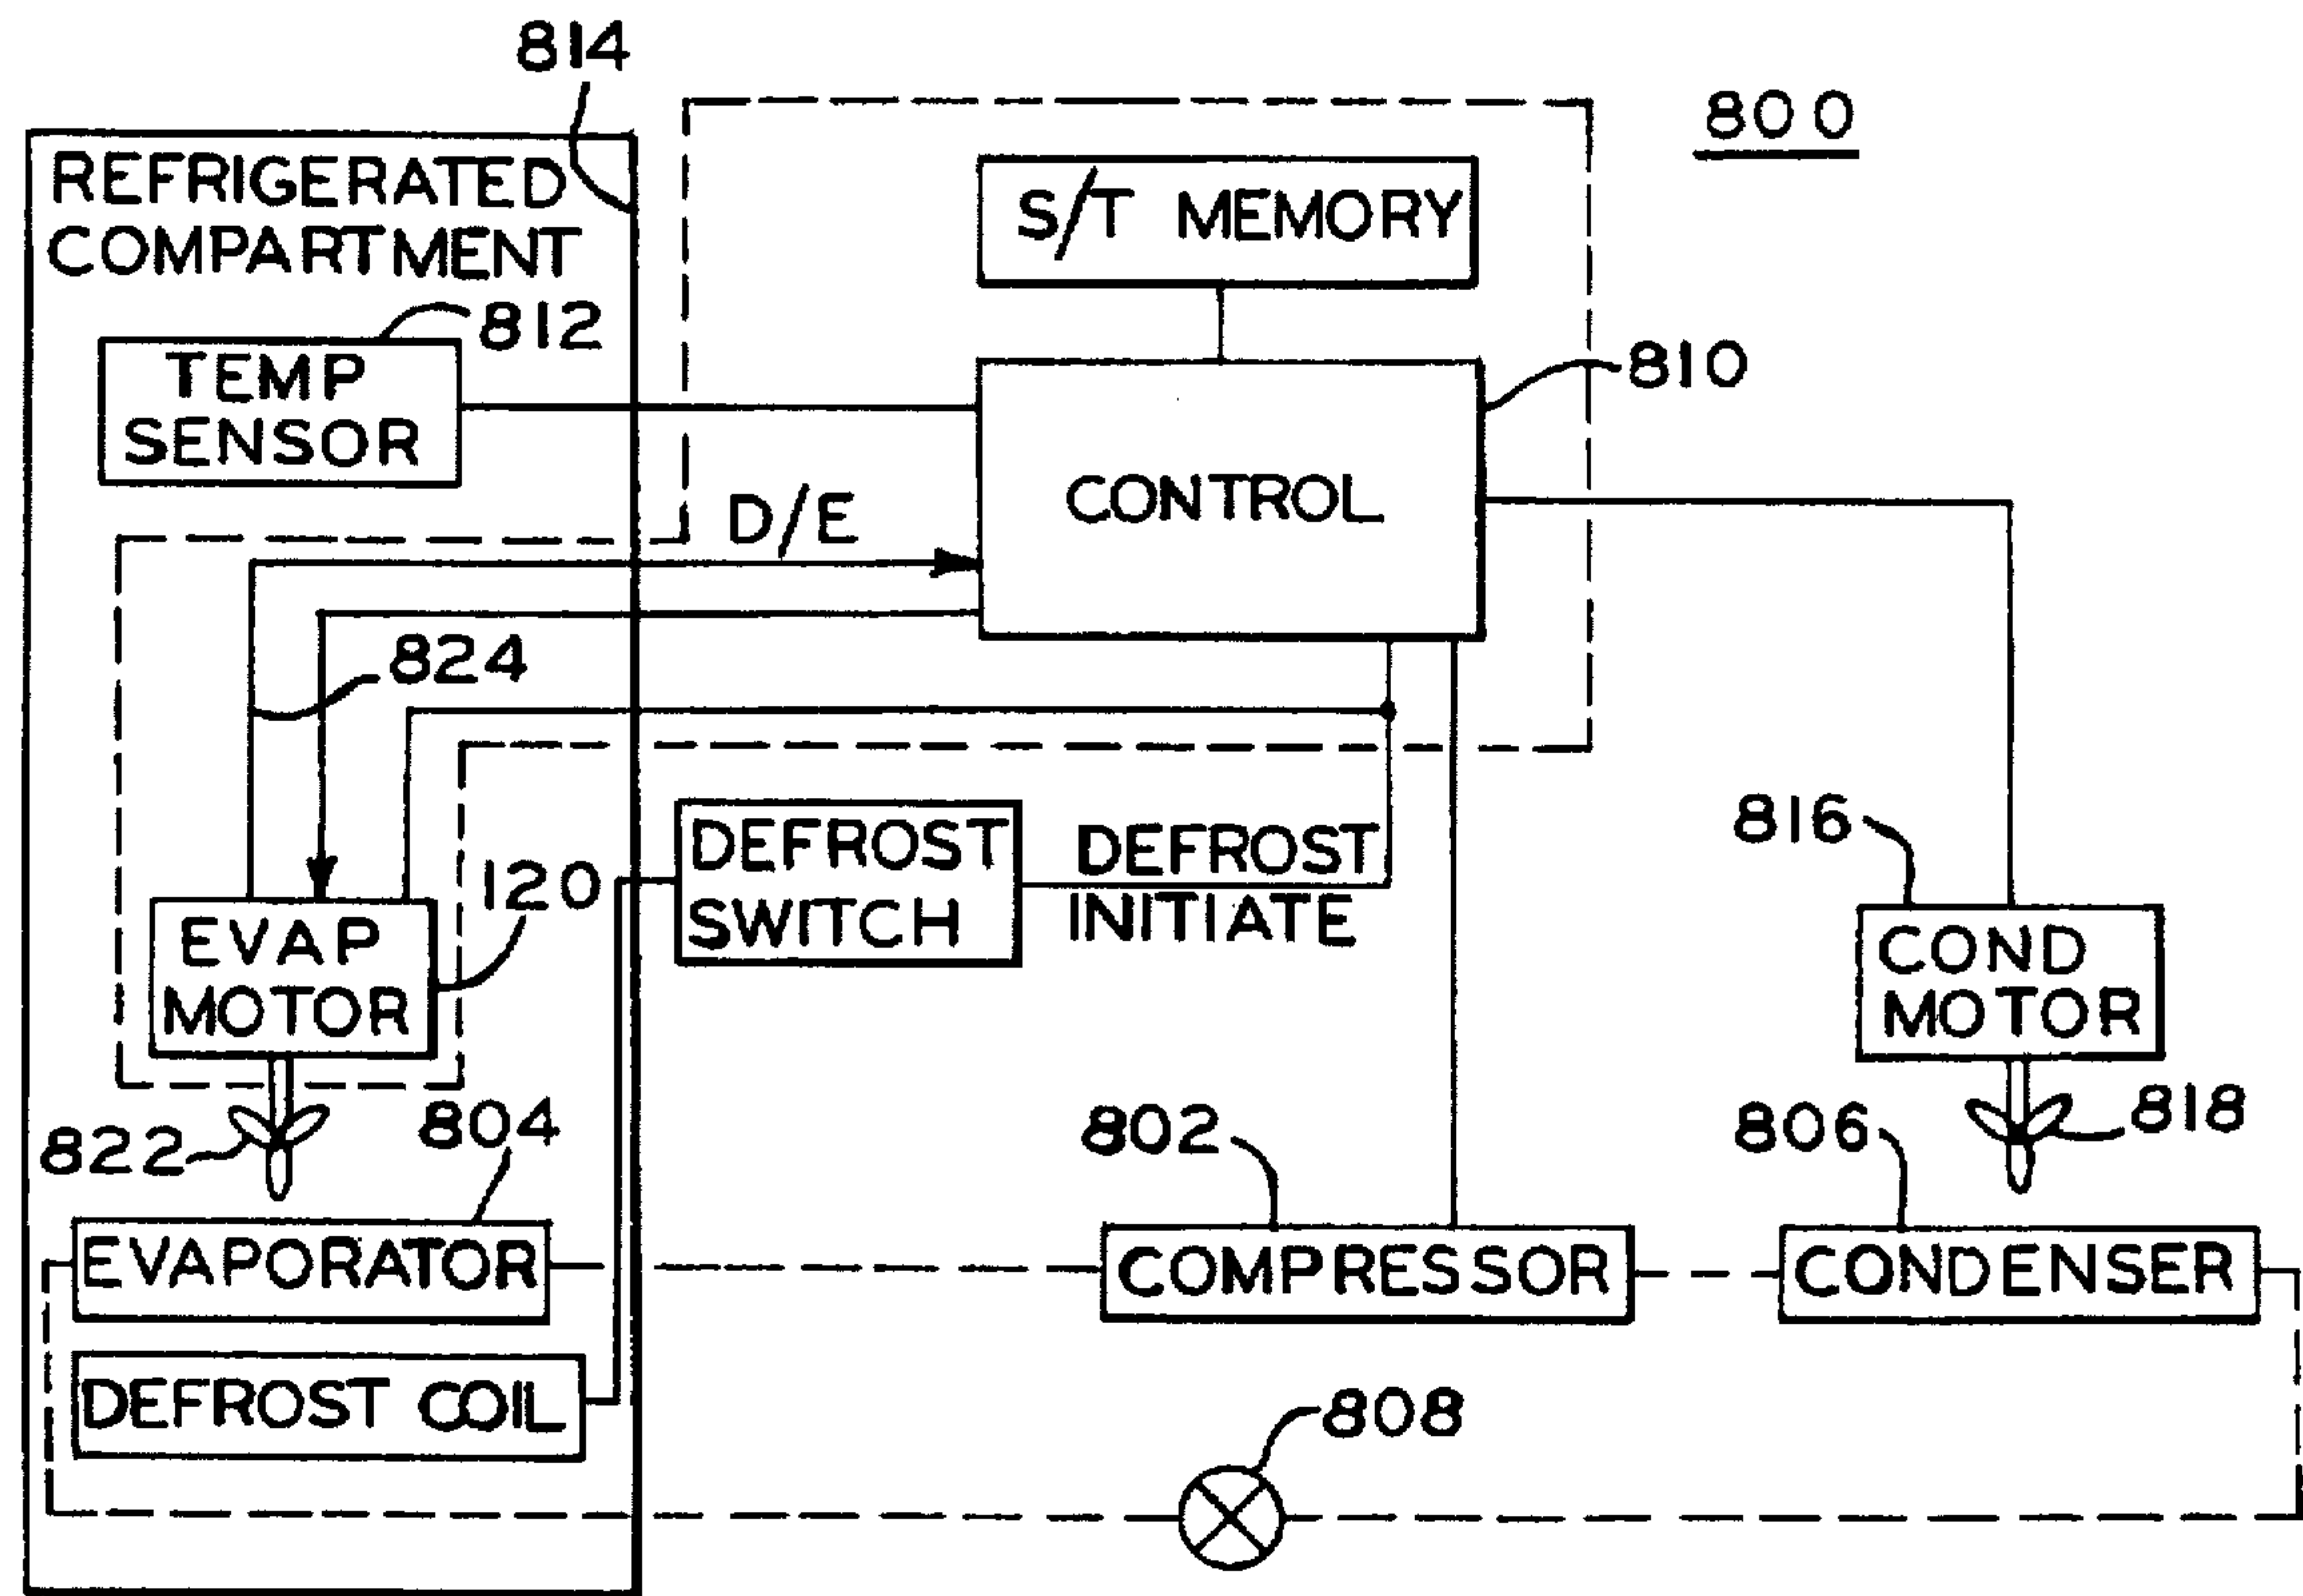 814
800
REFRIGERATED
COMPARTMENT
S/T MEMORY
812
TEMP
SENSOR
810
CONTROL
D/E
824
816
120
DEFROST
SWITCH
DEFROST
INITIATE
EVAP
MOTOR
COND
MOTOR
822
804
802
806
818
EVAPORATOR
COMPRESSOR
CONDENSER
DEFROST COIL
808